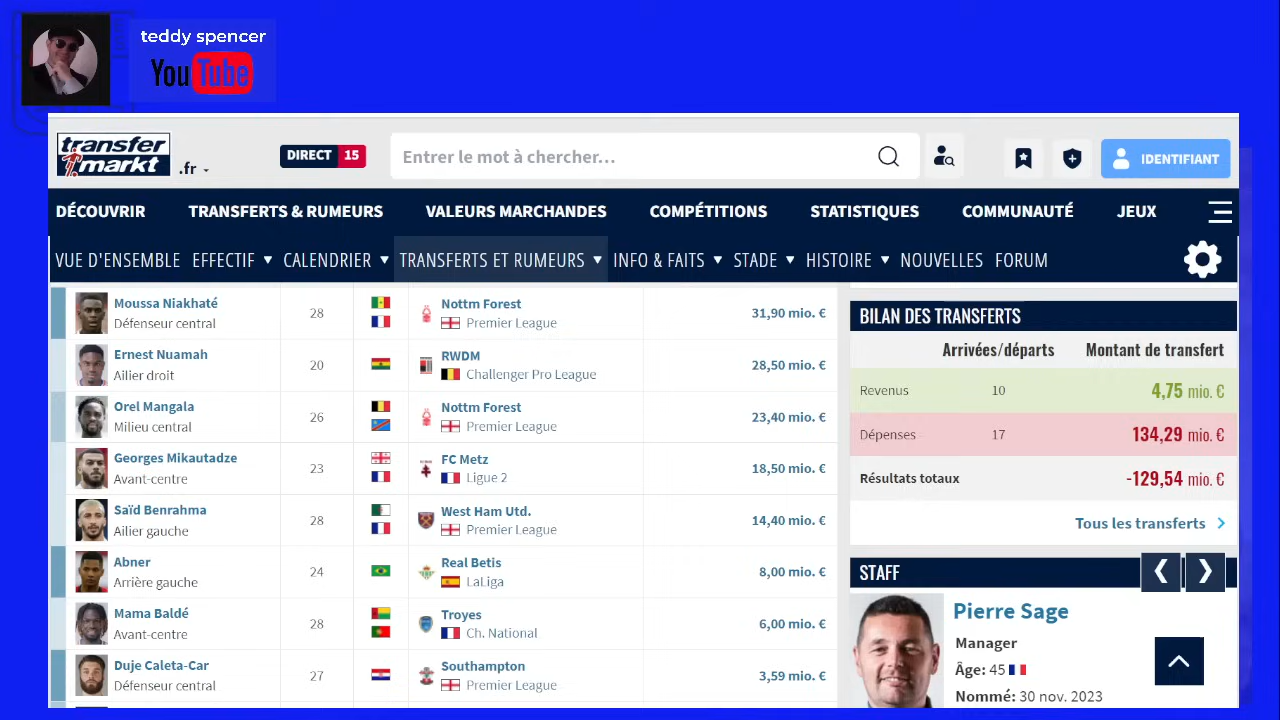 teddy spencer
YouTube
transfer
markt
.fr
DIRECT 15
Entrer le mot à chercher...
IDENTIFIANT
DÉCOUVRIR TRANSFERTS & RUMEURS VALEURS MARCHANDES COMPÉTITIONS STATISTIQUES COMMUNAUTÉ JEUX
VUE D'ENSEMBLE EFFECTIF CALENDRIER TRANSFERTS ET RUMEURS INFO & FAITS STADE HISTOIRE NOUVELLES FORUM
Moussa Niakhaté 28 Nottm Forest 31,90 mio. €
Défenseur central Premier League
Ernest Nuamah 20 RWDM 28,50 mio. €
Ailier droit Challenger Pro League
Orel Mangala 26 Nottm Forest 23,40 mio. €
Milieu central Premier League
Georges Mikautadze 23 FC Metz 18,50 mio. €
Avant-centre Ligue 2
Saïd Benrahma 28 West Ham Utd. 14,40 mio. €
Ailier gauche Premier League
Abner 24 Real Betis 8,00 mio. €
Arrière gauche LaLiga
Mama Baldé 28 Troyes 6,00 mio. €
Avant-centre Ch. National
Duje Caleta-Car 27 Southampton 3,59 mio. €
Défenseur central Premier League
BILAN DES TRANSFERTS
Arrivées/départs Montant de transfert
Revenus 10 4,75 mio. €
Dépenses 17 134,29 mio. €
Résultats totaux -129,54 mio. €
Tous les transferts
STAFF
Pierre Sage
Manager
Âge: 45
Nommé: 30 nov. 2023